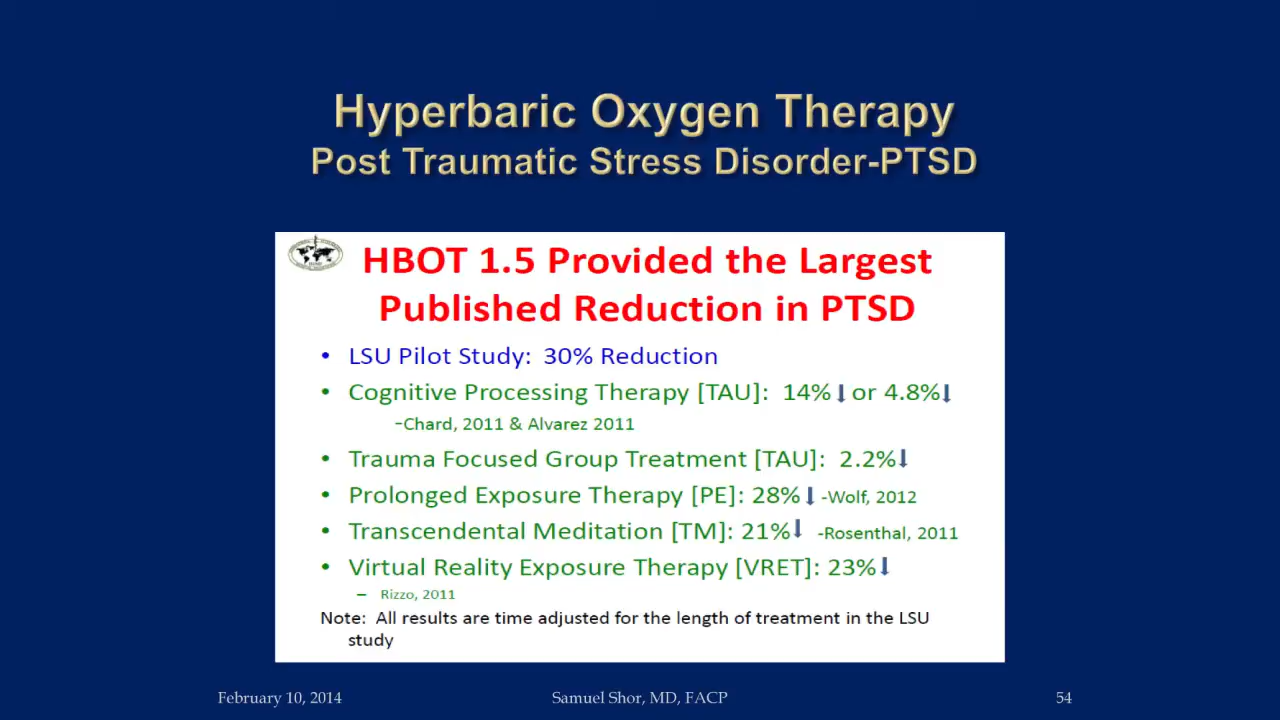 Hyperbaric Oxygen Therapy
Post Traumatic Stress Disorder-PTSD
HBOT 1.5 Provided the Largest
Published Reduction in PTSD
• LSU Pilot Study: 30% Reduction
• Cognitive Processing Therapy [TAU]: 14%⬇ or 4.8%⬇
–Chard, 2011 & Alvarez 2011
• Trauma Focused Group Treatment [TAU]: 2.2%⬇
• Prolonged Exposure Therapy [PE]: 28%⬇ -Wolf, 2012
• Transcendental Meditation [TM]: 21%⬇ -Rosenthal, 2011
• Virtual Reality Exposure Therapy [VRET]: 23%⬇
– Rizzo, 2011
Note: All results are time adjusted for the length of treatment in the LSU
study
February 10, 2014 Samuel Shor, MD, FACP 54